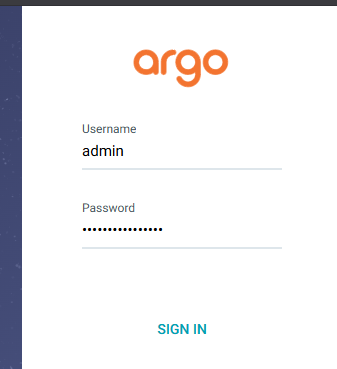 argo
Username
admin
Password
••••••••••••••••
SIGN IN